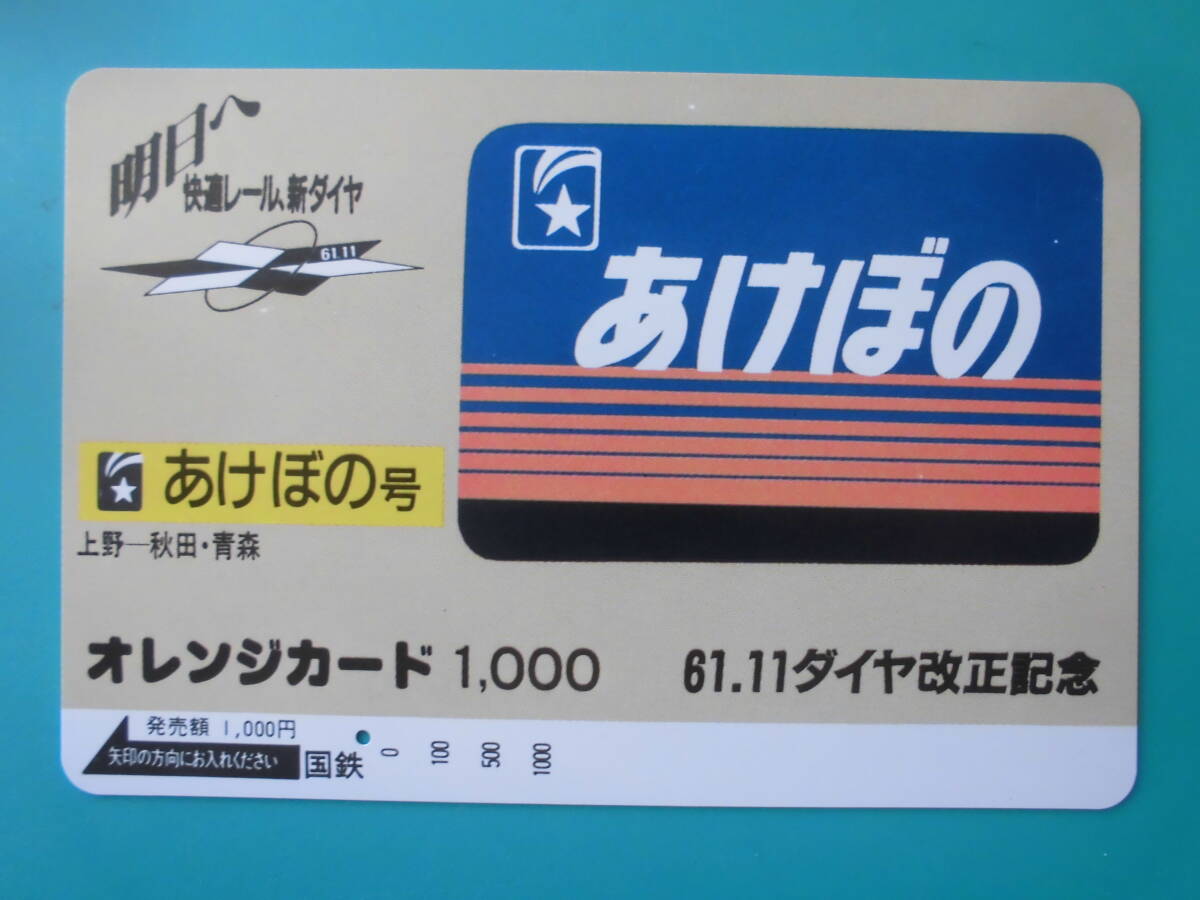 明日へ
快適レール、新ダイヤ
61.11
あけぼの
あけぼの号
上野―秋田・青森
オレンジカード 1,000
61.11ダイヤ改正記念
発売額 1,000円
矢印の方向にお入れください
国鉄
0 100 500 1000